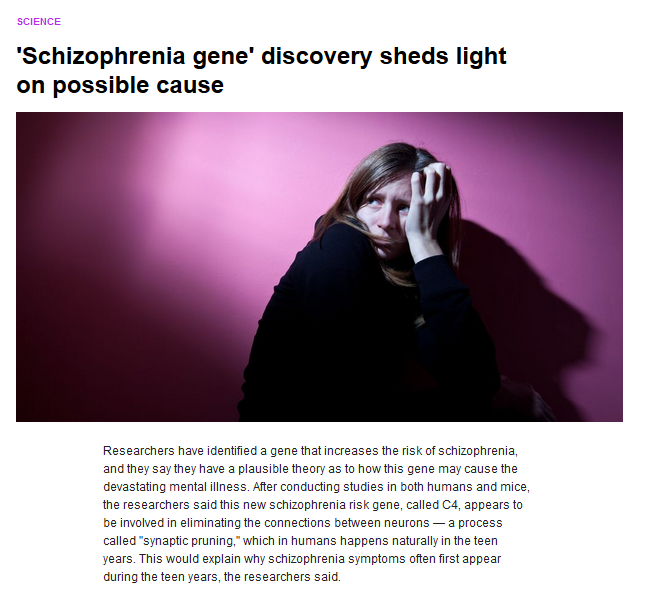 SCIENCE
'Schizophrenia gene' discovery sheds light
on possible cause
Researchers have identified a gene that increases the risk of schizophrenia,
and they say they have a plausible theory as to how this gene may cause the
devastating mental illness. After conducting studies in both humans and mice,
the researchers said this new schizophrenia risk gene, called C4, appears to
be involved in eliminating the connections between neurons — a process
called "synaptic pruning," which in humans happens naturally in the teen
years. This would explain why schizophrenia symptoms often first appear
during the teen years, the researchers said.